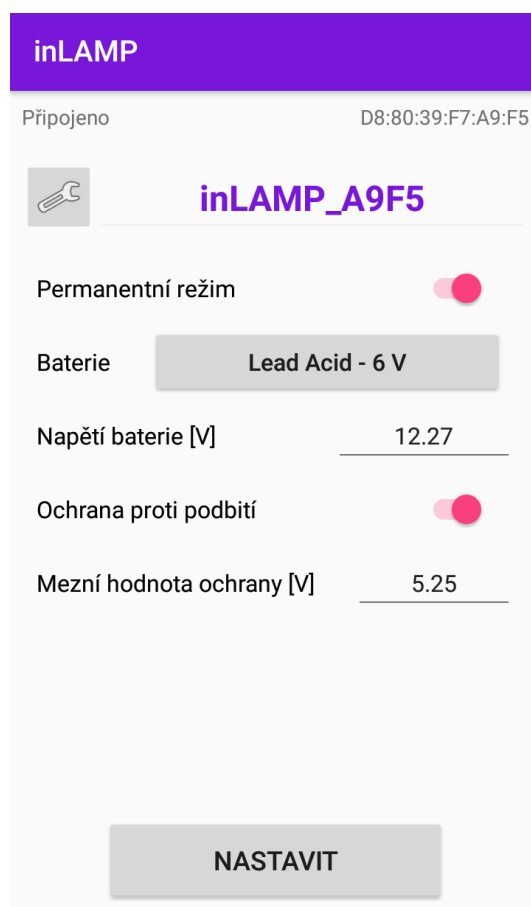 inLAMP
Připojeno D8:80:39:F7:A9:F5
inLAMP_A9F5
Permanentní režim
Baterie Lead Acid - 6 V
Napětí baterie [V] 12.27
Ochrana proti podbití
Mezní hodnota ochrany [V] 5.25
NASTAVIT